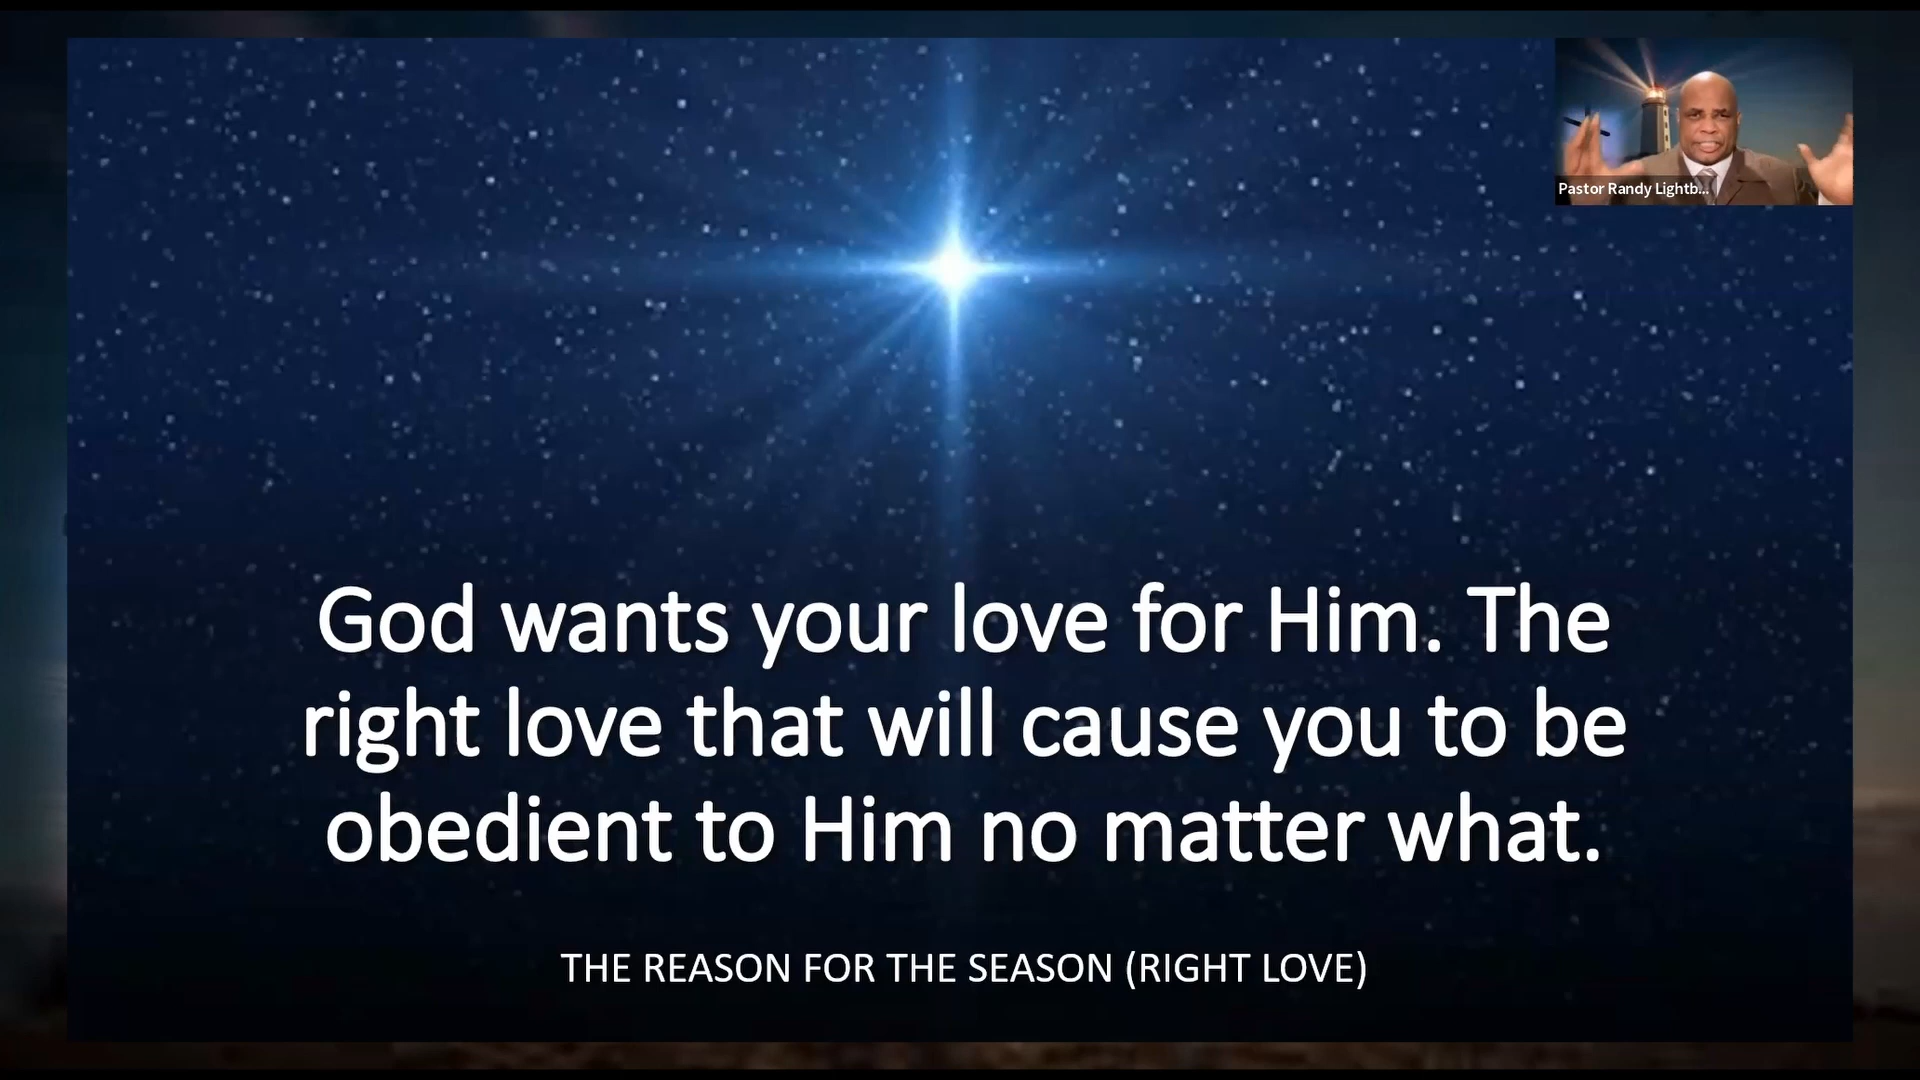 Pastor Randy Lightb...
God wants your love for Him. The
right love that will cause you to be
obedient to Him no matter what.
THE REASON FOR THE SEASON (RIGHT LOVE)